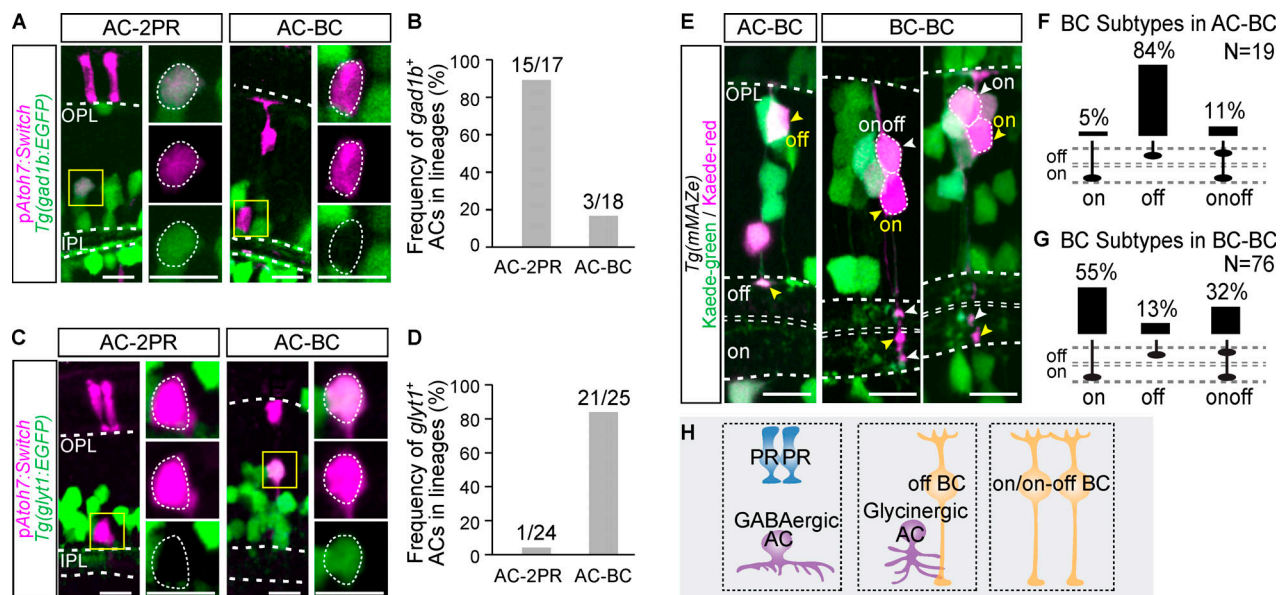 A
AC-2PR
AC-BC
pAtoh7:Switch
Tg(gad1b:EGFP)
OPL
IPL
B
Frequency of gad1b+
ACs in lineages (%)
100
80
60
40
20
0
15/17
3/18
AC-2PR
AC-BC
C
AC-2PR
AC-BC
pAtoh7:Switch
Tg(glyt1:EGFP)
OPL
IPL
D
Frequency of glyt1+
ACs in lineages (%)
100
80
60
40
20
0
1/24
21/25
AC-2PR
AC-BC
E
AC-BC
BC-BC
Tg(mMAZe)
Kaede-green / Kaede-red
OPL
off
off
on
onoff
on
on
on
F
BC Subtypes in AC-BC
N=19
5%
84%
11%
off
on
on
off
onoff
G
BC Subtypes in BC-BC
N=76
55%
13%
32%
off
on
on
off
onoff
H
PR PR
GABAergic
AC
off BC
Glycinergic
AC
on/on-off BC